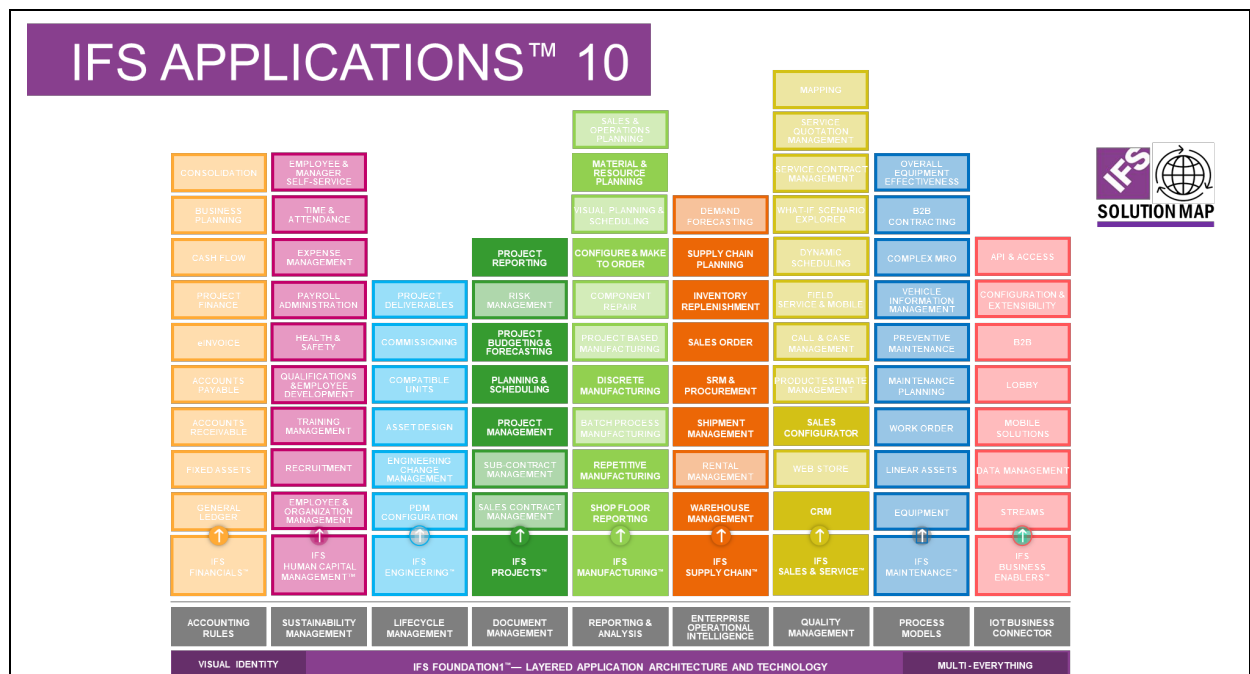 IFS APPLICATIONS™ 10
MAPPING
SALES &
OPERATIONS
PLANNING
SERVICE
QUOTATION
MANAGEMENT
CONSOLIDATION
EMPLOYEE &
MANAGER
SELF-SERVICE
MATERIAL &
RESOURCE
PLANNING
SERVICE CONTRACT
MANAGEMENT
OVERALL
EQUIPMENT
EFFECTIVENESS
IFS
SOLUTION MAP
BUSINESS
PLANNING
TIME &
ATTENDANCE
VISUAL PLANNING &
SCHEDULING
DEMAND
FORECASTING
WHAT IF SCENARIO
EXPLORER
B2B
CONTRACTING
CASH FLOW
EXPENSE
MANAGEMENT
PROJECT
REPORTING
CONFIGURE & MAKE
TO ORDER
SUPPLY CHAIN
PLANNING
DYNAMIC
SCHEDULING
COMPLEX MRO
API & ACCESS
PROJECT
FINANCE
PAYROLL
ADMINISTRATION
PROJECT
DELIVERABLES
RISK
MANAGEMENT
COMPONENT
REPAIR
INVENTORY
REPLENISHMENT
FIELD
SERVICE & MOBILE
VEHICLE
INFORMATION
MANAGEMENT
CONFIGURATION &
EXTENSIBILITY
eINVOICE
HEALTH &
SAFETY
COMMISSIONING
PROJECT
BUDGETING &
FORECASTING
PROJECT BASED
MANUFACTURING
SALES ORDER
CALL & CASE
MANAGEMENT
PREVENTIVE
MAINTENANCE
B2B
ACCOUNTS
PAYABLE
QUALIFICATIONS
&EMPLOYEE
DEVELOPMENT
COMPATIBLE
UNITS
PLANNING &
SCHEDULING
DISCRETE
MANUFACTURING
SRM &
PROCUREMENT
PRODUCT ESTIMATE
MANAGEMENT
MAINTENANCE
PLANNING
LOBBY
ACCOUNTS
RECEIVABLE
TRAINING
MANAGEMENT
ASSET DESIGN
PROJECT
MANAGEMENT
BATCH PROCESS
MANUFACTURING
SHIPMENT
MANAGEMENT
SALES
CONFIGURATOR
WORK ORDER
MOBILE
SOLUTIONS
FIXED ASSETS
RECRUITMENT
ENGINEERING
CHANGE
MANAGEMENT
SUB-CONTRACT
MANAGEMENT
REPETITIVE
MANUFACTURING
RENTAL
MANAGEMENT
WEB STORE
LINEAR ASSETS
DATA MANAGEMENT
GENERAL
LEDGER
EMPLOYEE &
ORGANIZATION
MANAGEMENT
PDM
CONFIGURATION
SALES CONTRACT
MANAGEMENT
SHOP FLOOR
REPORTING
WAREHOUSE
MANAGEMENT
CRM
EQUIPMENT
STREAMS
IFS
FINANCIALS™
IFS
HUMAN CAPITAL
MANAGEMENT™
IFS
ENGINEERING™
IFS
PROJECTS™
IFS
MANUFACTURING™
IFS
SUPPLY CHAIN™
IFS
SALES & SERVICE™
IFS
MAINTENANCE™
IFS
BUSINESS
ENABLERS™
ACCOUNTING
RULES
SUSTAINABILITY
MANAGEMENT
LIFECYCLE
MANAGEMENT
DOCUMENT
MANAGEMENT
REPORTING &
ANALYSIS
ENTERPRISE
OPERATIONAL
INTELLIGENCE
QUALITY
MANAGEMENT
PROCESS
MODELS
IOT BUSINESS
CONNECTOR
VISUAL IDENTITY
IFS FOUNDATION1™— LAYERED APPLICATION ARCHITECTURE AND TECHNOLOGY
MULTI-EVERYTHING